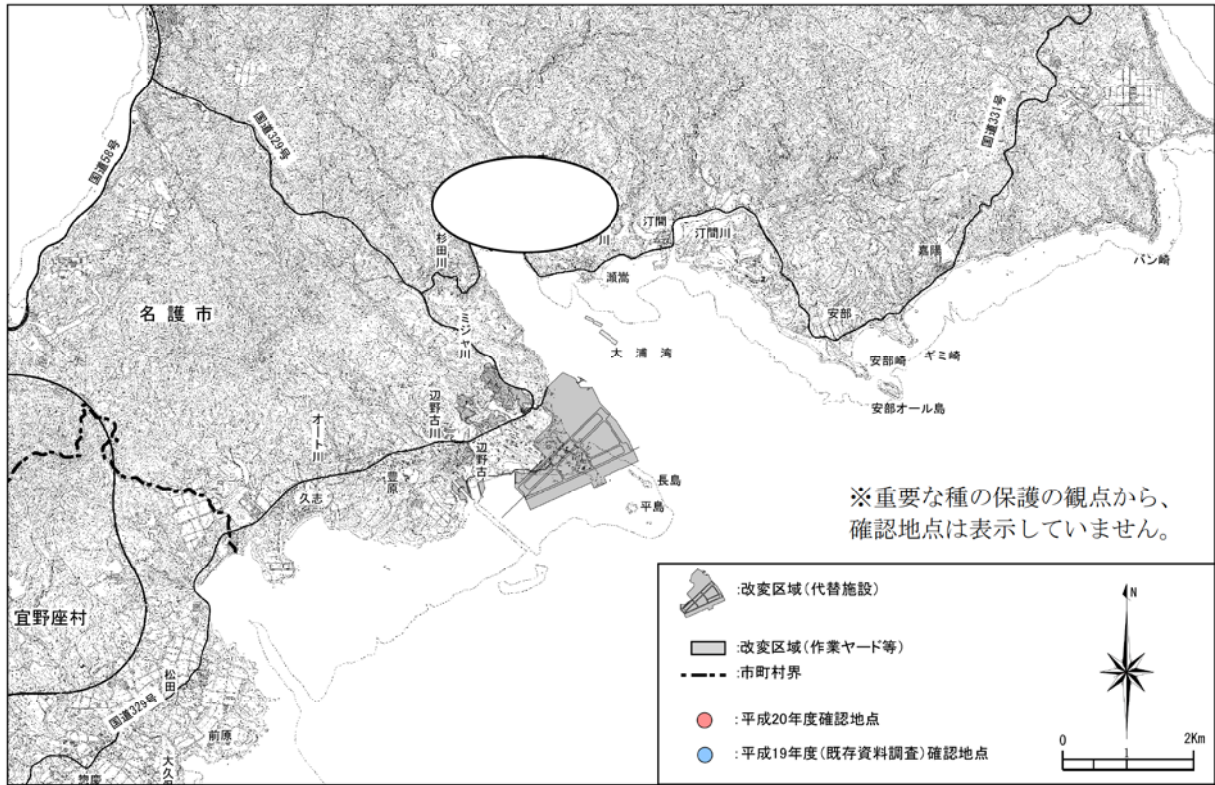 国道58号
国道329号
国道331号
杉田川
川
汀間
汀間川
瀬嵩
嘉陽
バン崎
名護市
ミジャ川
大浦湾
安部
安部崎
ギミ崎
安部オール島
辺野古川
オート川
辺野古
豊原
久志
長島
平島
※重要な種の保護の観点から、
確認地点は表示していません。
宜野座村
松田
国道329号
前原
惣慶
:改変区域(代替施設)
:改変区域(作業ヤード等)
:市町村界
:平成20年度確認地点
:平成19年度(既存資料調査)確認地点
N
0
1
2Km